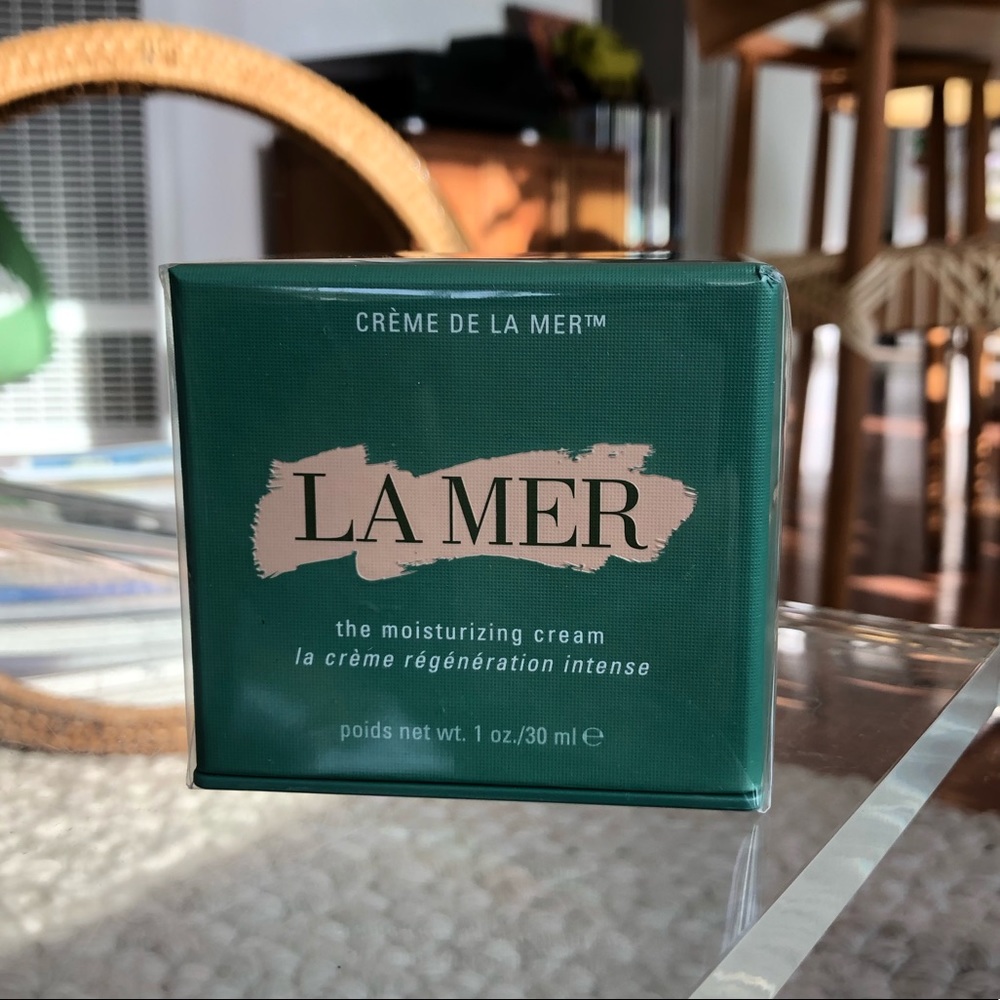 CRÈME DE LA MER™
LA MER
the moisturizing cream
la crème régénération intense
poids net wt. 1 oz./30 ml ℮